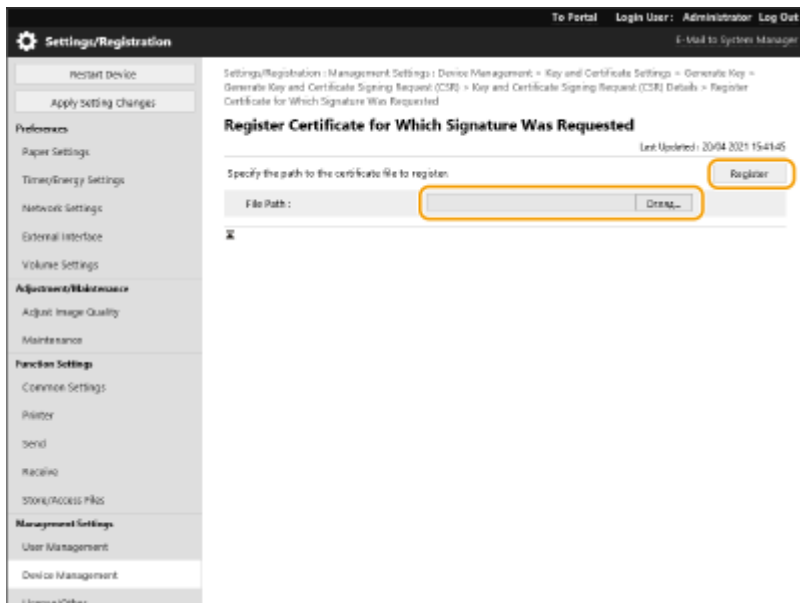 To Portal Login User: Administrator Log Out
Settings/Registration
E-Mail to System Manager
Restart Device
Apply Setting Changes
Preferences
Paper Settings
Timer/Energy Settings
Network Settings
External Interface
Volume Settings
Adjustment/Maintenance
Adjust Image Quality
Maintenance
Function Settings
Common Settings
Printer
Send
Receive
Store/Access Files
Management Settings
User Management
Device Management
License/Other
Settings/Registration : Management Settings : Device Management > Key and Certificate Settings > Generate Key >
Generate Key and Certificate Signing Request (CSR) > Key and Certificate Signing Request (CSR) Details > Register
Certificate for Which Signature Was Requested
Register Certificate for Which Signature Was Requested
Last Updated : 20/04 2021 15:41:45
Specify the path to the certificate file to register.
Register
File Path :